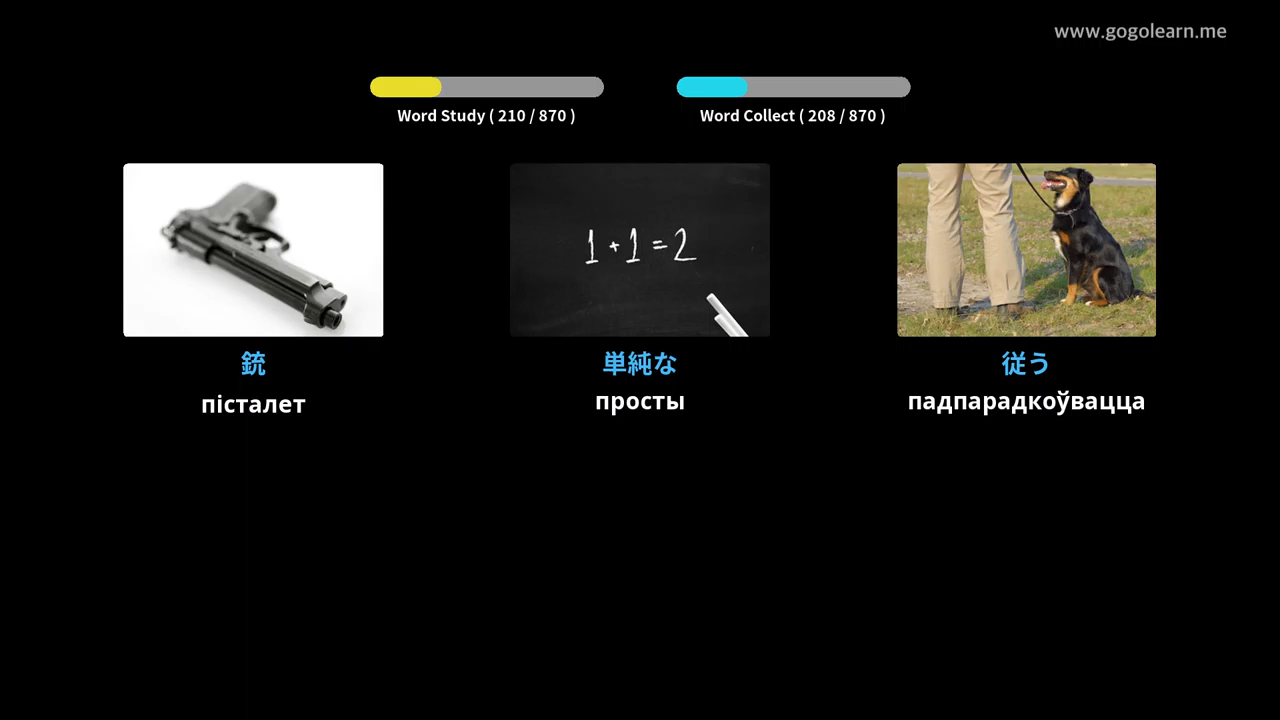 www.gogolearn.me
Word Study ( 210 / 870 )
Word Collect ( 208 / 870 )
1 + 1 = 2
銃
単純な
従う
пісталет
просты
падпарадкоўвацца